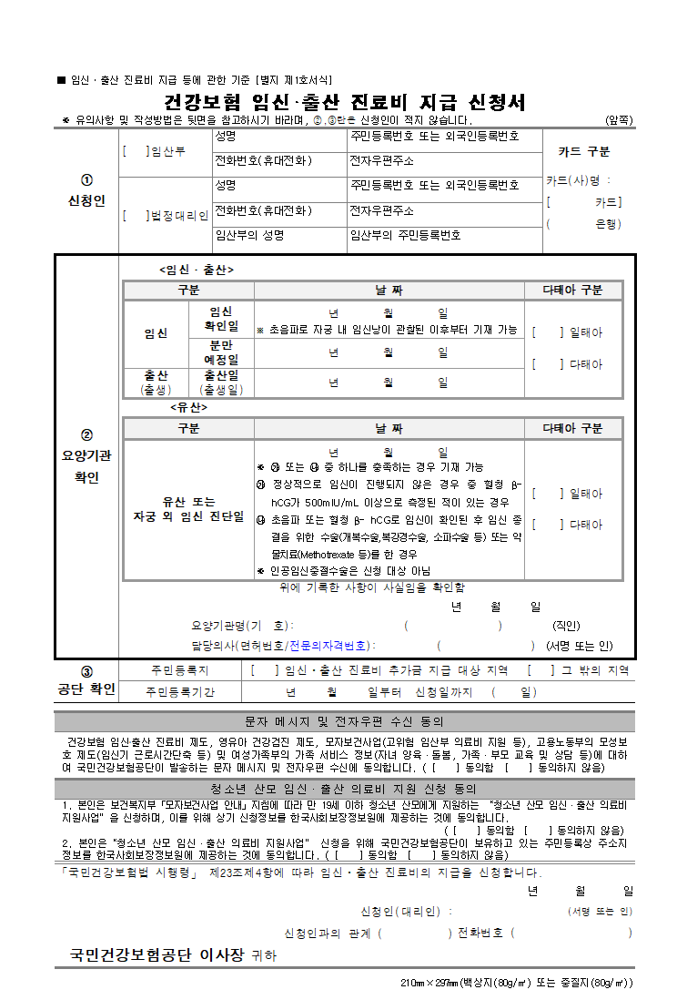 ■ 임신·출산 진료비 지급 등에 관한 기준 [별지 제1호서식]
건강보험 임신·출산 진료비 지급 신청서
※ 유의사항 및 작성방법은 뒷면을 참고하시기 바라며, ②,③란은 신청인이 적지 않습니다. (앞쪽)
① 신청인
[ ]임산부
성명
주민등록번호 또는 외국인등록번호
전화번호(휴대전화)
전자우편주소
[ ]법정대리인
성명
주민등록번호 또는 외국인등록번호
전화번호(휴대전화)
전자우편주소
임산부의 성명
임산부의 주민등록번호
카드 구분
카드(사)명 :
[ 카드]
( 은행)
② 요양기관 확인
<임신·출산>
구분 날 짜 다태아 구분
임신
임신 확인일
년 월 일
※ 초음파로 자궁 내 임신낭이 관찰된 이후부터 기재 가능
분만 예정일
년 월 일
출산 (출생)
출산일 (출생일)
년 월 일
[ ] 일태아
[ ] 다태아
<유산>
구분 날 짜 다태아 구분
유산 또는
자궁 외 임신 진단일
년 월 일
※ ㉮ 또는 ㉯ 중 하나를 충족하는 경우 기재 가능
㉮ 정상적으로 임신이 진행되지 않은 경우 중 혈청 β-
hCG가 500mIU/mL 이상으로 측정된 적이 있는 경우
㉯ 초음파 또는 혈청 β- hCG로 임신이 확인된 후 임신 종
결을 위한 수술(개복수술,복강경수술, 소파수술 등) 또는 약
물치료(Methotrexate 등)를 한 경우
※ 인공임신중절수술은 신청 대상 아님
[ ] 일태아
[ ] 다태아
위에 기록한 사항이 사실임을 확인함
년 월 일
요양기관명(기 호): ( ) (직인)
담당의사(면허번호/전문의자격번호): ( ) (서명 또는 인)
③ 공단 확인
주민등록지 [ ] 임신·출산 진료비 추가금 지급 대상 지역 [ ] 그 밖의 지역
주민등록기간 년 월 일부터 신청일까지 ( 일)
문자 메시지 및 전자우편 수신 동의
건강보험 임신·출산 진료비 제도, 영유아 건강검진 제도, 모자보건사업(고위험 임산부 의료비 지원 등), 고용노동부의 모성보
호 제도(임신기 근로시간단축 등) 및 여성가족부의 가족 서비스 정보(자녀 양육·돌봄, 가족·부모 교육 및 상담 등)에 대하
여 국민건강보험공단이 발송하는 문자 메시지 및 전자우편 수신에 동의합니다. ( [ ] 동의함 [ ] 동의하지 않음)
청소년 산모 임신·출산 의료비 지원 신청 동의
1. 본인은 보건복지부「모자보건사업 안내」지침에 따라 만 19세 이하 청소년 산모에게 지원하는 “청소년 산모 임신·출산 의료비
지원사업”을 신청하며, 이를 위해 상기 신청정보를 한국사회보장정보원에 제공하는 것에 동의합니다.
( [ ] 동의함 [ ] 동의하지 않음)
2. 본인은“청소년 산모 임신·출산 의료비 지원사업” 신청을 위해 국민건강보험공단이 보유하고 있는 주민등록상 주소지
정보를 한국사회보장정보원에 제공하는 것에 동의합니다. ( [ ] 동의함 [ ] 동의하지 않음)
「국민건강보험법 시행령」 제23조제4항에 따라 임신·출산 진료비의 지급을 신청합니다.
년 월 일
신청인(대리인) : (서명 또는 인)
신청인과의 관계 ( ) 전화번호 ( )
국민건강보험공단 이사장 귀하
210㎜×297㎜(백상지(80g/㎡) 또는 중질지(80g/㎡))